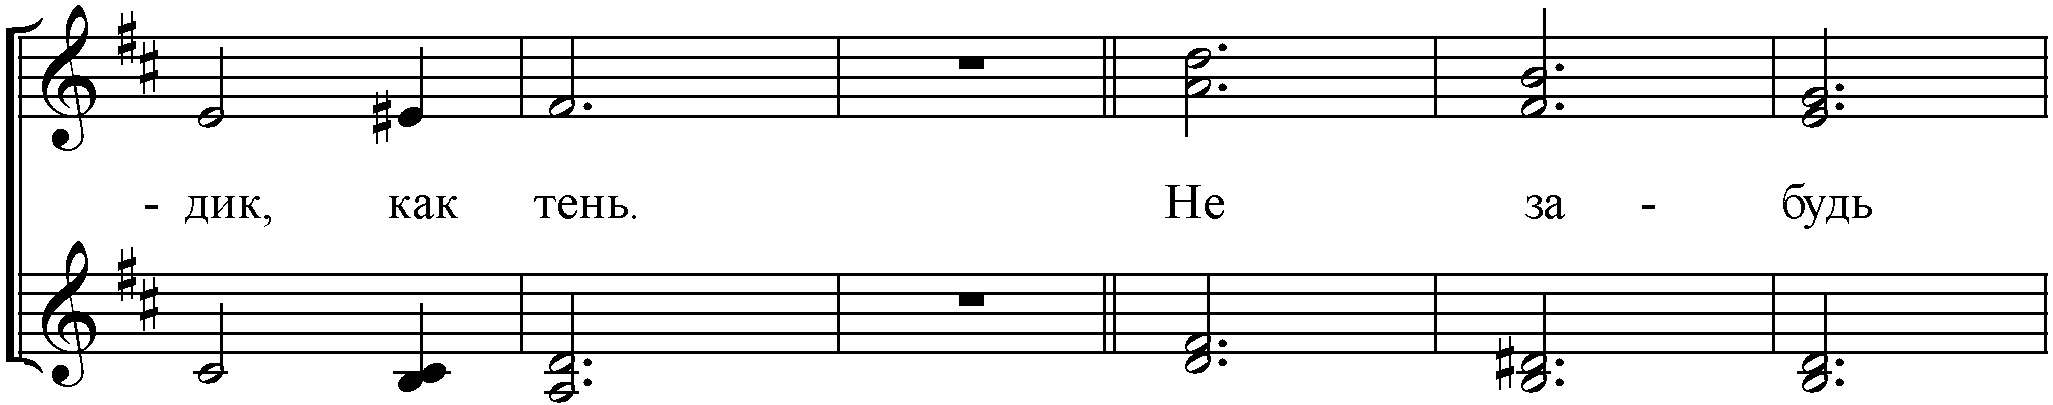 - дик, как тень. Не за - будь